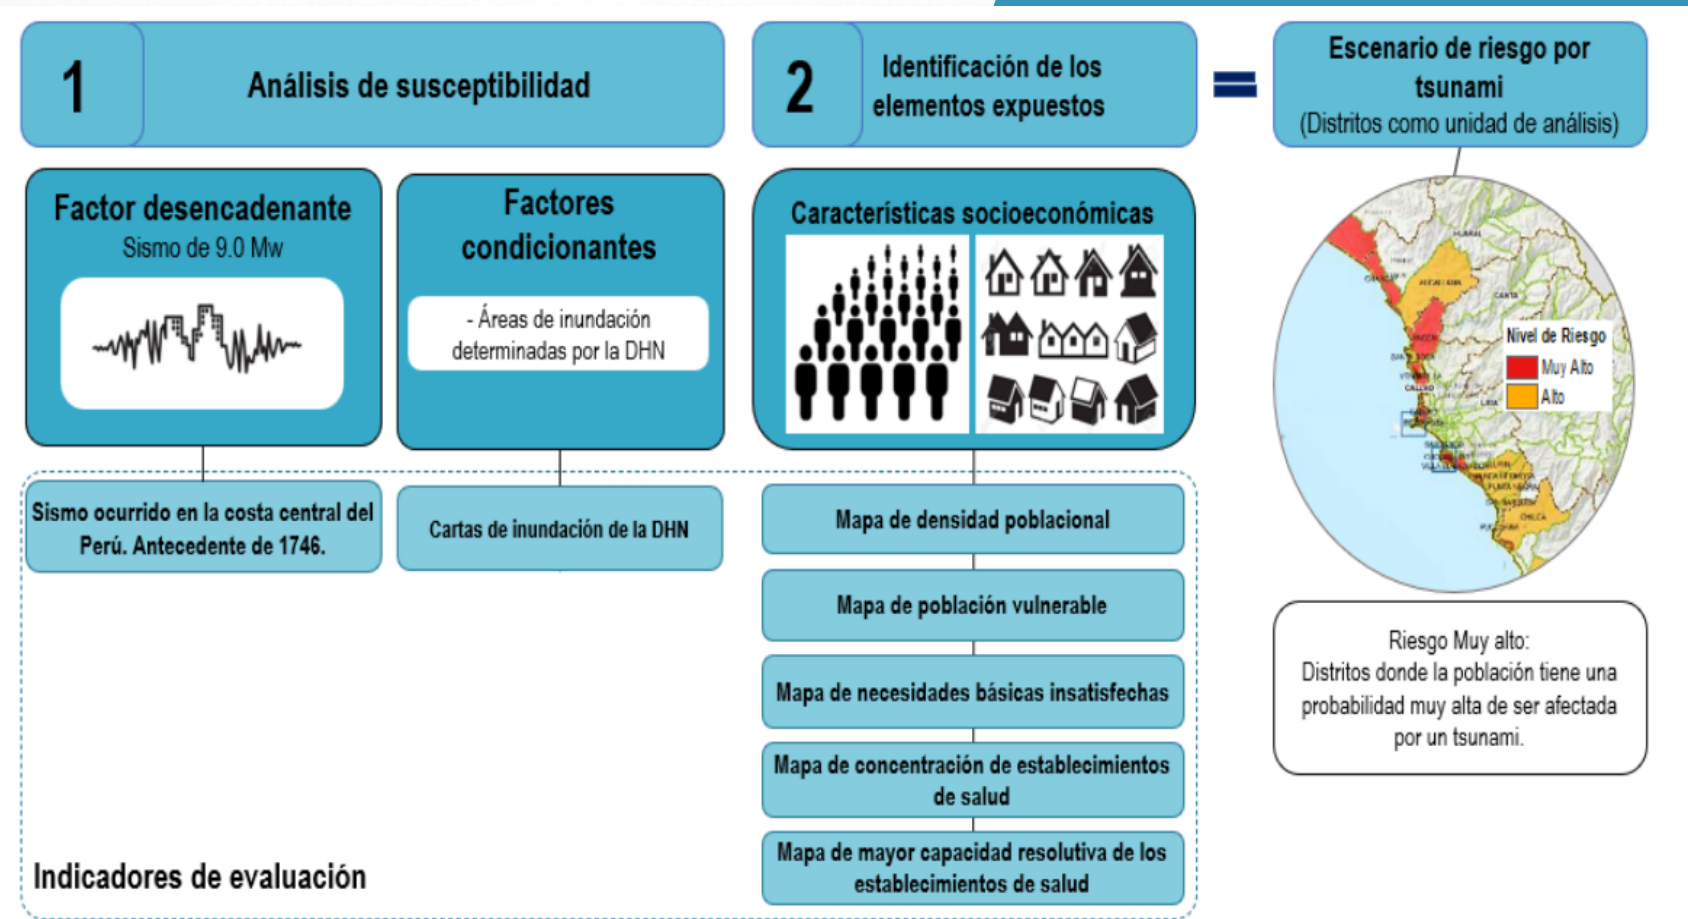 1
Análisis de susceptibilidad
2
Identificación de los
elementos expuestos
Escenario de riesgo por
tsunami
(Distritos como unidad de análisis)
Factor desencadenante
Sismo de 9.0 Mw
Factores
condicionantes
- Áreas de inundación
determinadas por la DHN
Características socioeconómicas
HUARAL
CANTA
Nivel de Riesgo
Muy Alto
Alto
CALLAO
LIMA
CHILCA
Sismo ocurrido en la costa central del
Perú. Antecedente de 1746.
Cartas de inundación de la DHN
Mapa de densidad poblacional
Mapa de población vulnerable
Mapa de necesidades básicas insatisfechas
Mapa de concentración de establecimientos
de salud
Mapa de mayor capacidad resolutiva de los
establecimientos de salud
Riesgo Muy alto:
Distritos donde la población tiene una
probabilidad muy alta de ser afectada
por un tsunami.
Indicadores de evaluación